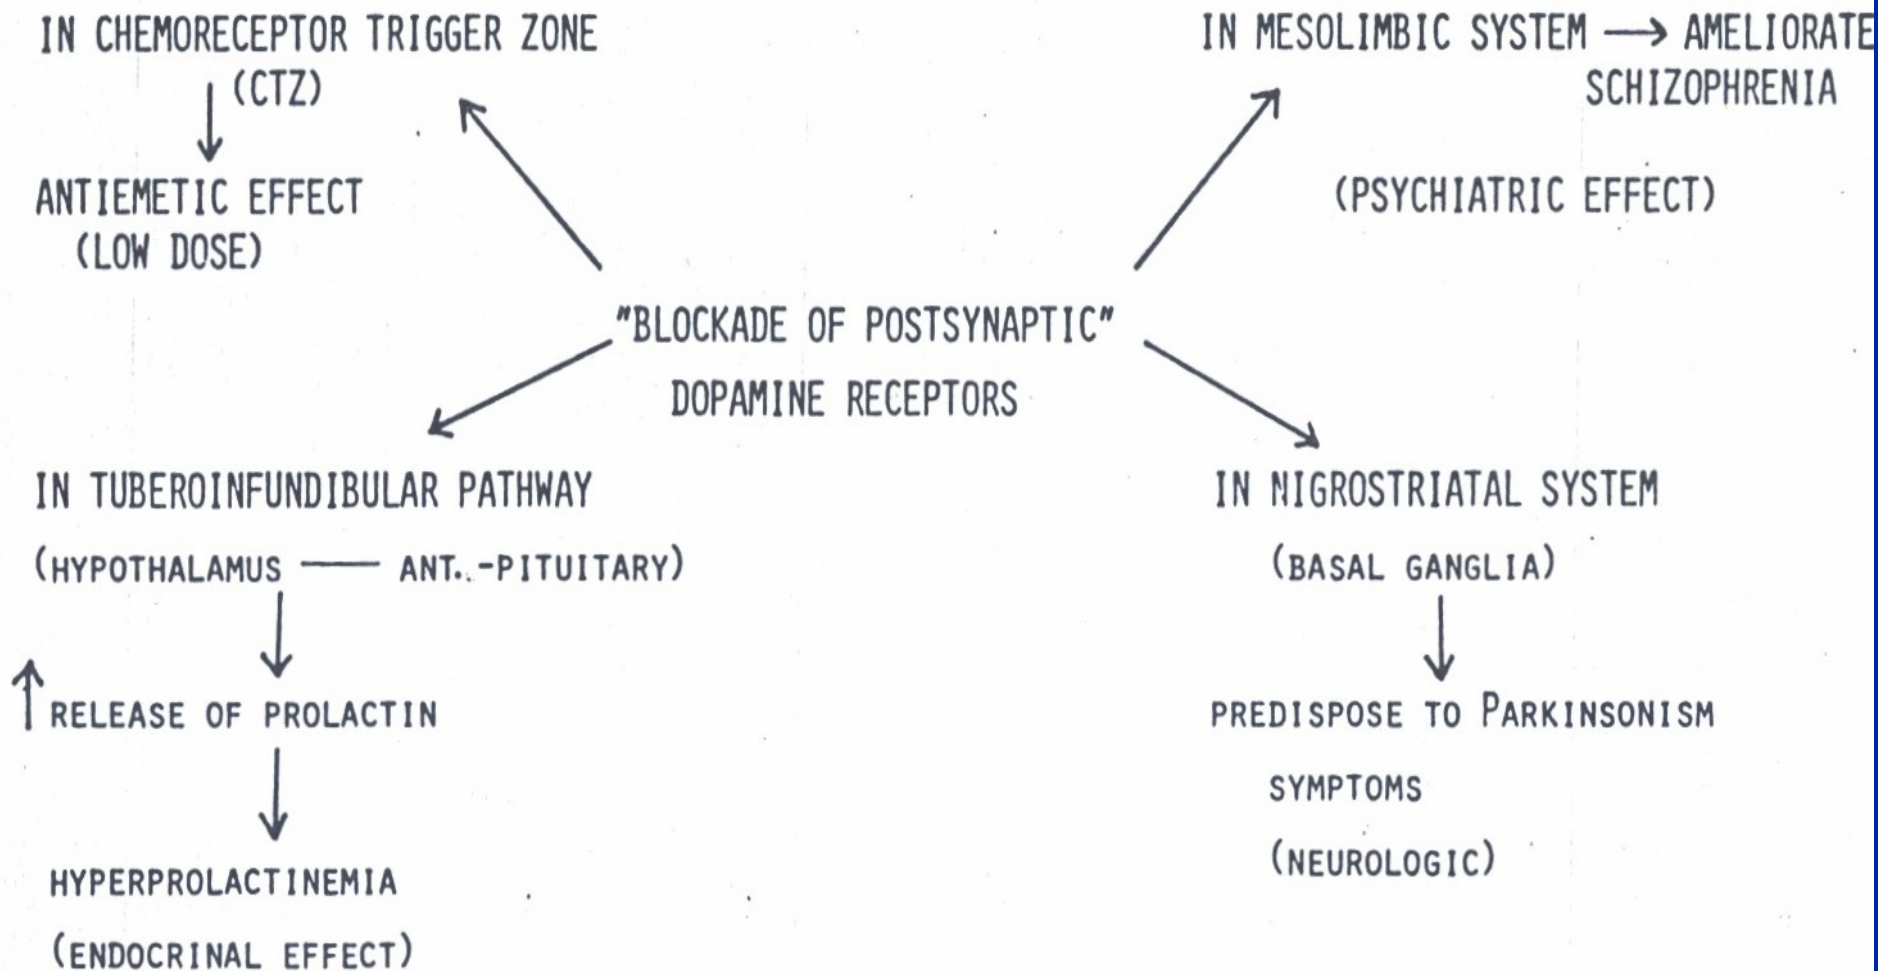 IN CHEMORECEPTOR TRIGGER ZONE
(CTZ)
ANTIEMETIC EFFECT
(LOW DOSE)
IN MESOLIMBIC SYSTEM → AMELIORATE
SCHIZOPHRENIA
(PSYCHIATRIC EFFECT)
"BLOCKADE OF POSTSYNAPTIC"
DOPAMINE RECEPTORS
IN TUBEROINFUNDIBULAR PATHWAY
(HYPOTHALAMUS — ANT.-PITUITARY)
↑ RELEASE OF PROLACTIN
HYPERPROLACTINEMIA
(ENDOCRINAL EFFECT)
IN NIGROSTRIATAL SYSTEM
(BASAL GANGLIA)
PREDISPOSE TO PARKINSONISM
SYMPTOMS
(NEUROLOGIC)